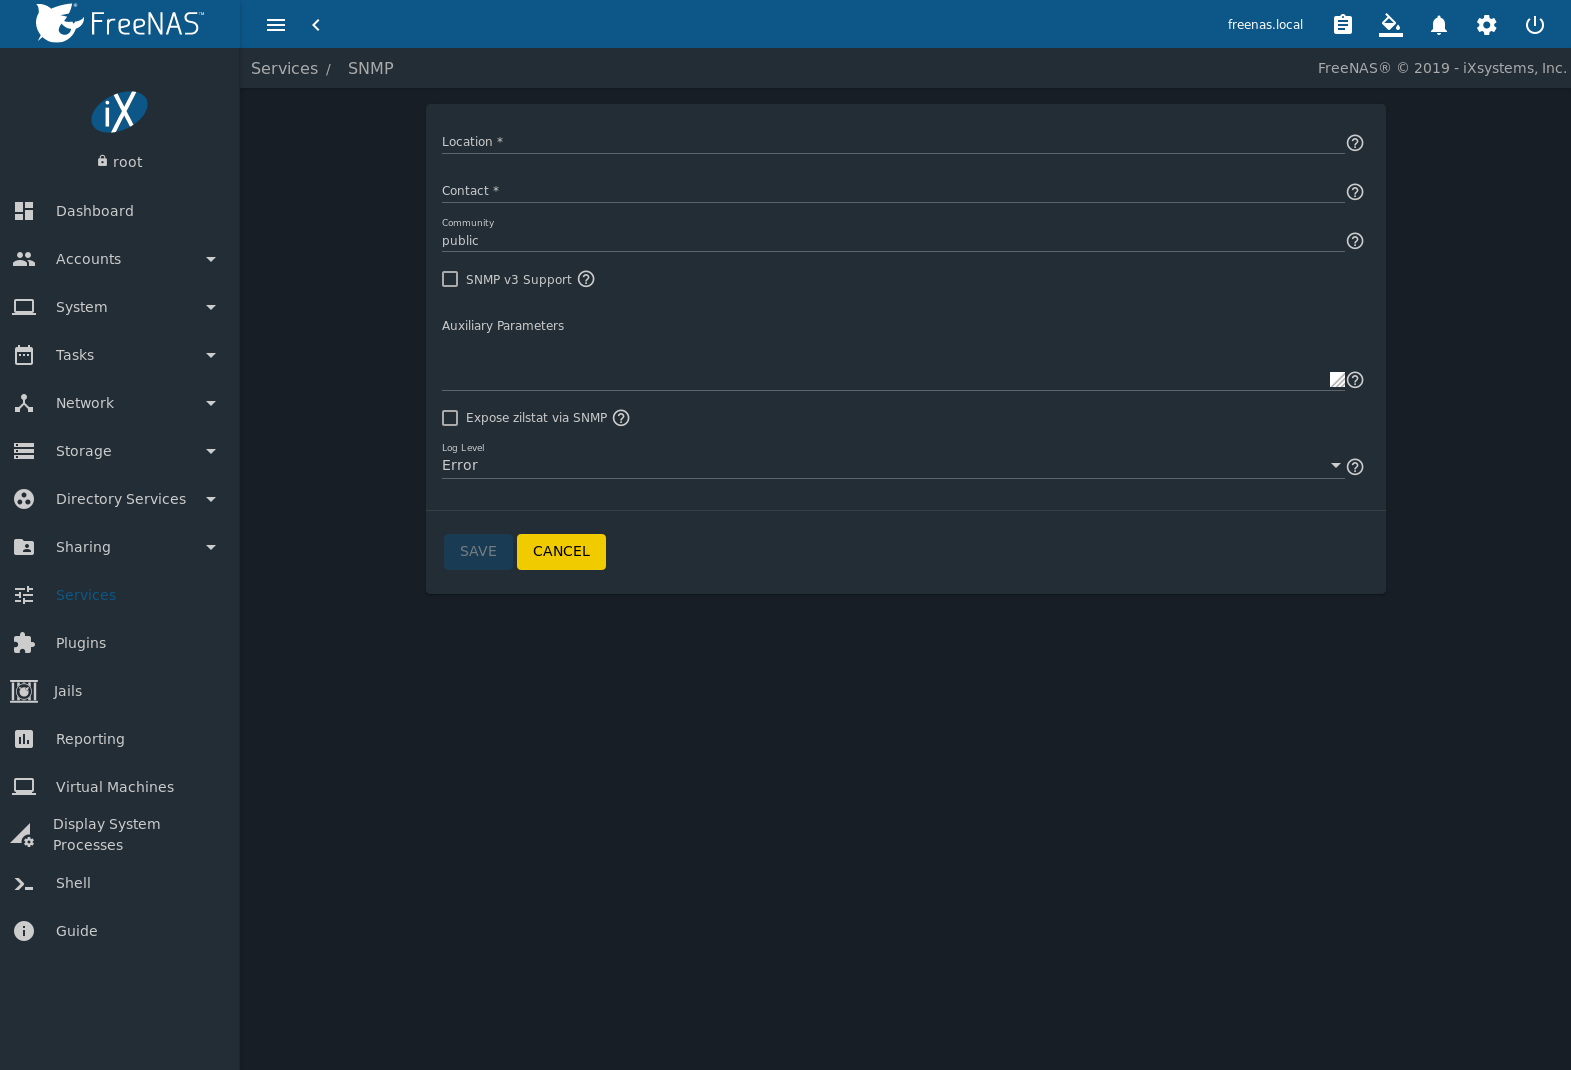 FreeNAS™
freenas.local
Services / SNMP
FreeNAS® © 2019 - iXsystems, Inc.
iX
root
Dashboard
Accounts
System
Tasks
Network
Storage
Directory Services
Sharing
Services
Plugins
Jails
Reporting
Virtual Machines
Display System
Processes
Shell
Guide
Location *
Contact *
Community
public
SNMP v3 Support
Auxiliary Parameters
Expose zilstat via SNMP
Log Level
Error
SAVE CANCEL